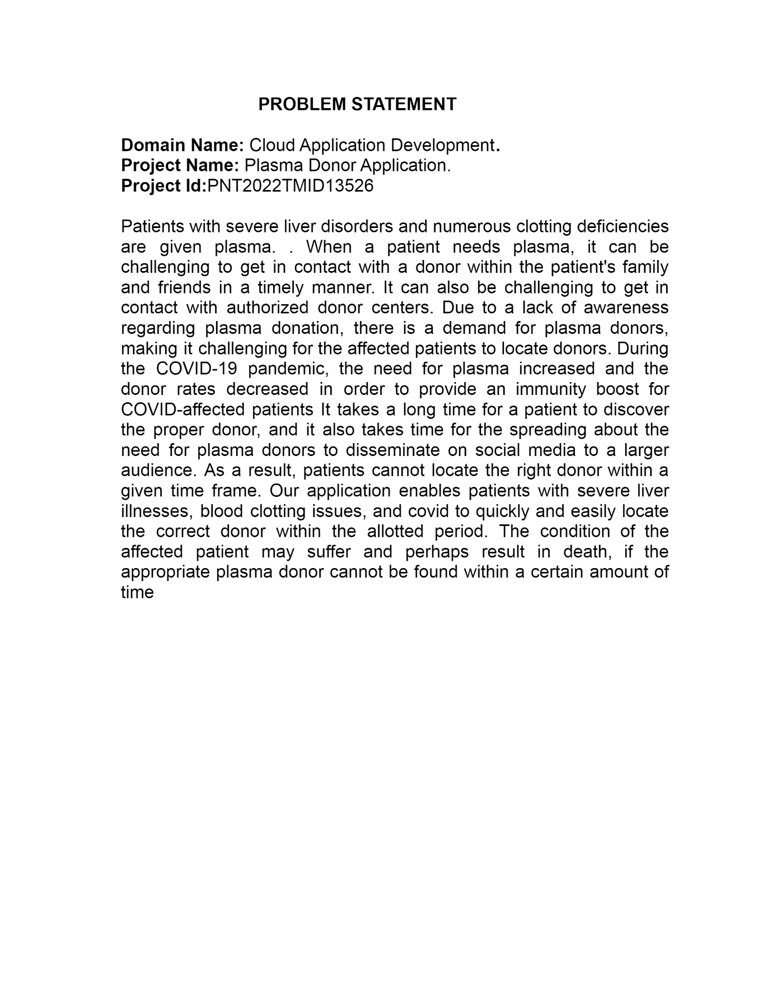 PROBLEM STATEMENT
Domain Name: Cloud Application Development.
Project Name: Plasma Donor Application.
Project Id:PNT2022TMID13526
Patients with severe liver disorders and numerous clotting deficiencies
are given plasma. . When a patient needs plasma, it can be
challenging to get in contact with a donor within the patient's family
and friends in a timely manner. It can also be challenging to get in
contact with authorized donor centers. Due to a lack of awareness
regarding plasma donation, there is a demand for plasma donors,
making it challenging for the affected patients to locate donors. During
the COVID-19 pandemic, the need for plasma increased and the
donor rates decreased in order to provide an immunity boost for
COVID-affected patients It takes a long time for a patient to discover
the proper donor, and it also takes time for the spreading about the
need for plasma donors to disseminate on social media to a larger
audience. As a result, patients cannot locate the right donor within a
given time frame. Our application enables patients with severe liver
illnesses, blood clotting issues, and covid to quickly and easily locate
the correct donor within the allotted period. The condition of the
affected patient may suffer and perhaps result in death, if the
appropriate plasma donor cannot be found within a certain amount of
time